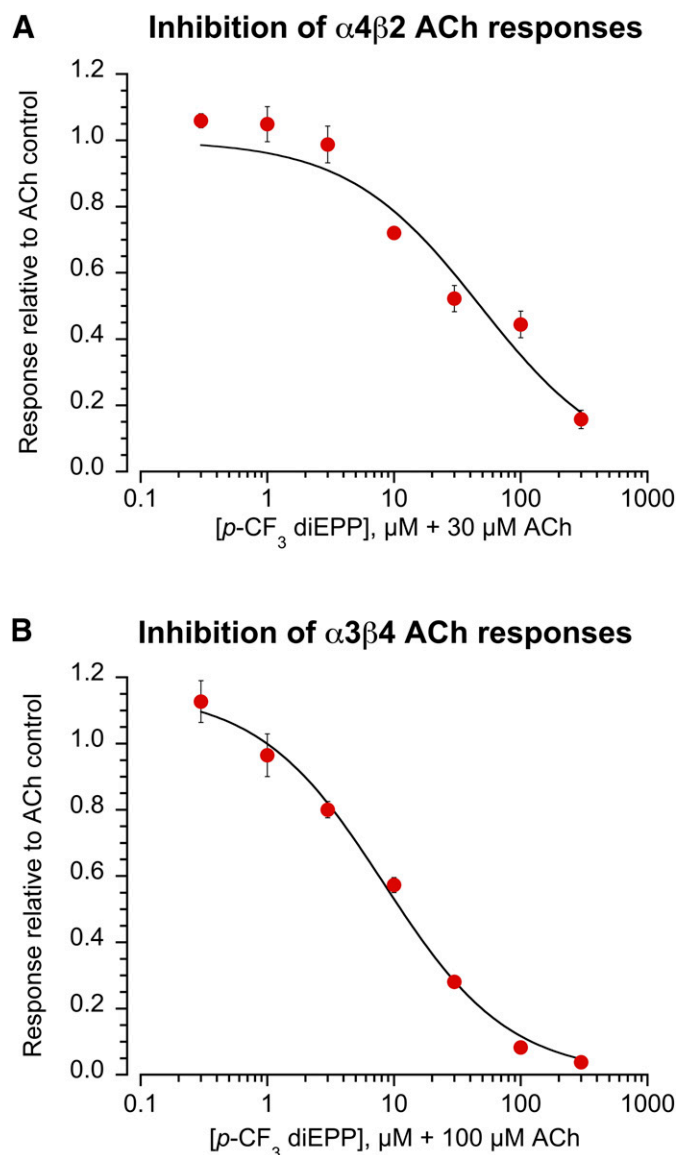 A Inhibition of α4β2 ACh responses
Response relative to ACh control
1.2
1.0
0.8
0.6
0.4
0.2
0.0
0.1 1 10 100 1000
[p-CF₃ diEPP], μM + 30 μM ACh
B Inhibition of α3β4 ACh responses
Response relative to ACh control
1.2
1.0
0.8
0.6
0.4
0.2
0.0
0.1 1 10 100 1000
[p-CF₃ diEPP], μM + 100 μM ACh